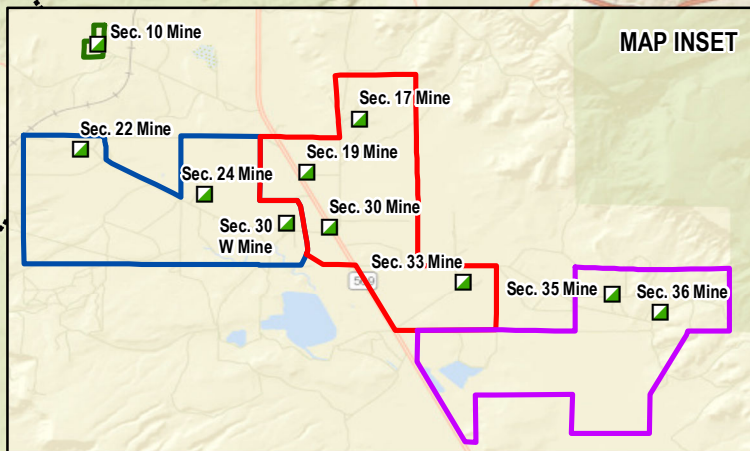 Sec. 10 Mine
MAP INSET
Sec. 17 Mine
Sec. 22 Mine
Sec. 19 Mine
Sec. 24 Mine
Sec. 30
W Mine
Sec. 30 Mine
Sec. 33 Mine
Sec. 35 Mine
Sec. 36 Mine